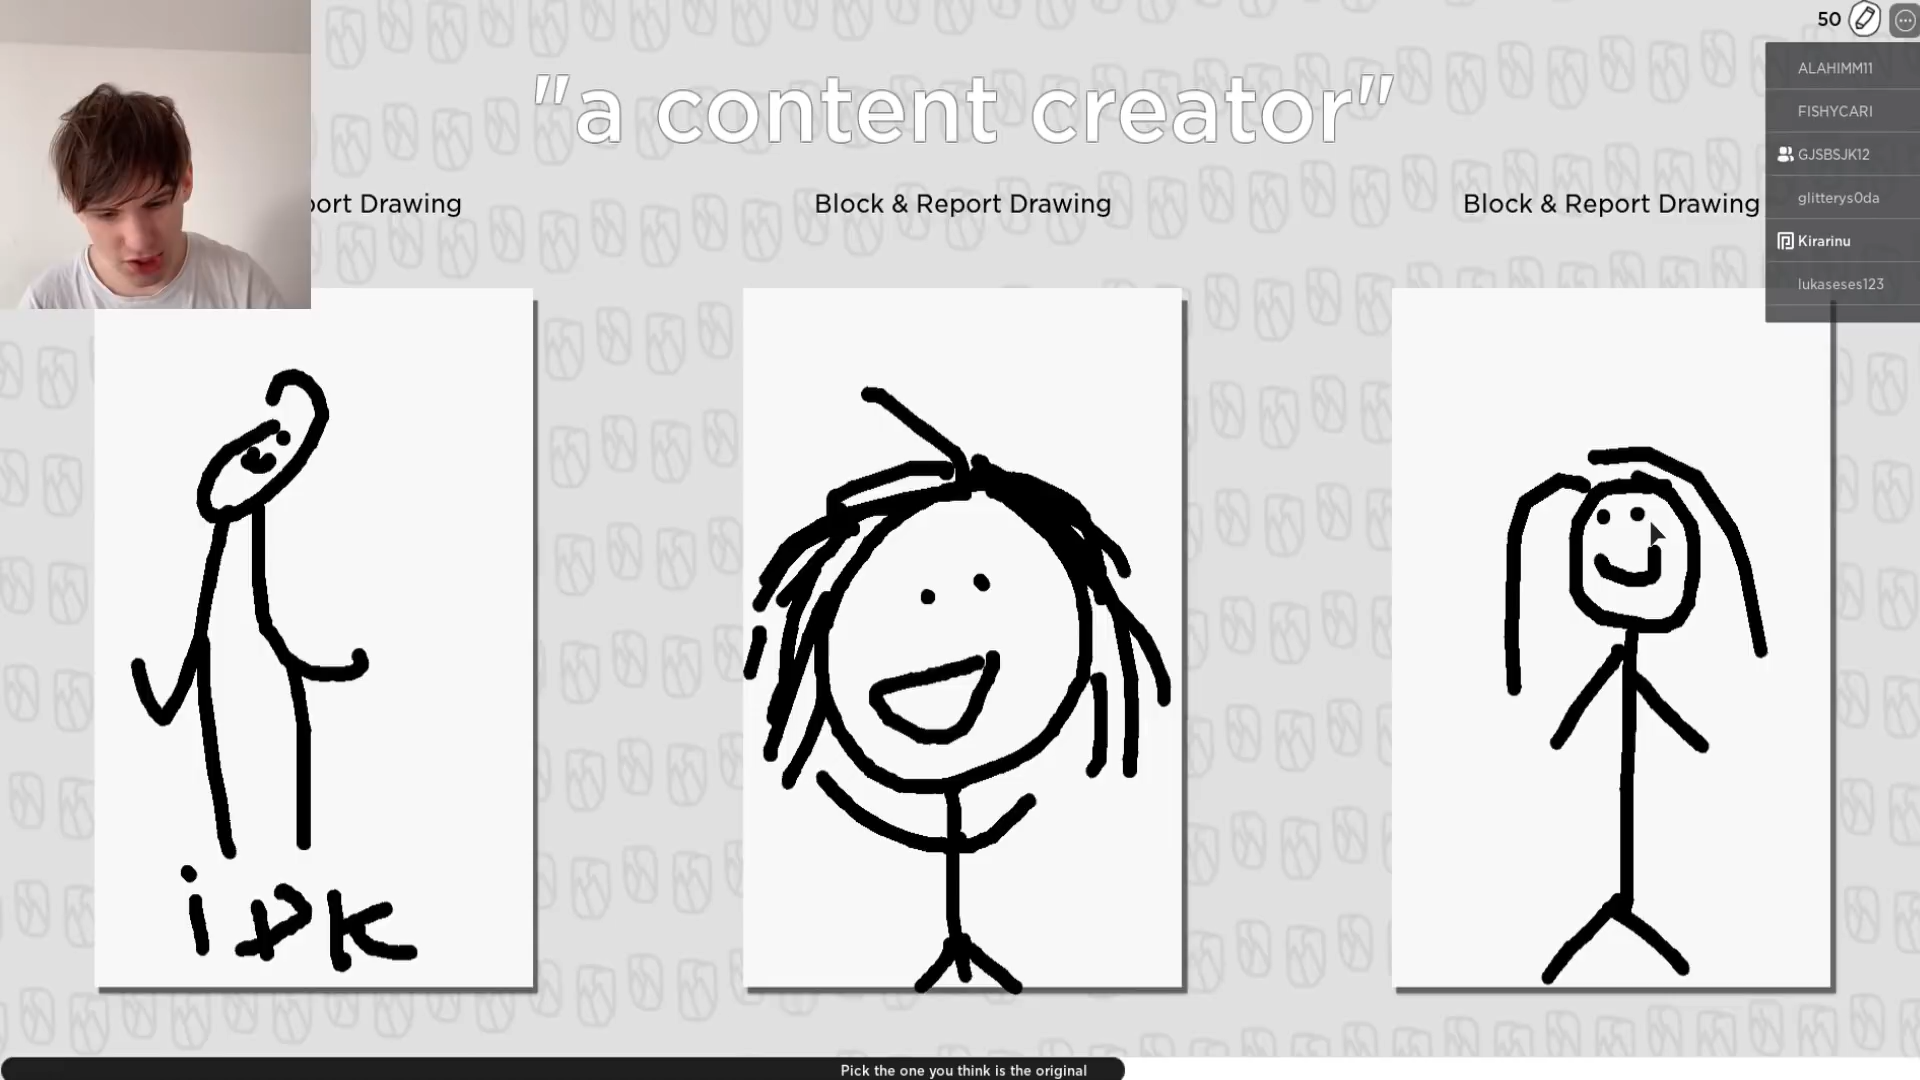 50
ALAHIMM11
FISHYCARI
GJSBSJK12
glitterys0da
Kirarinu
lukaseses123
"a content creator"
port Drawing
Block & Report Drawing
Block & Report Drawing
iDK
Pick the one you think is the original